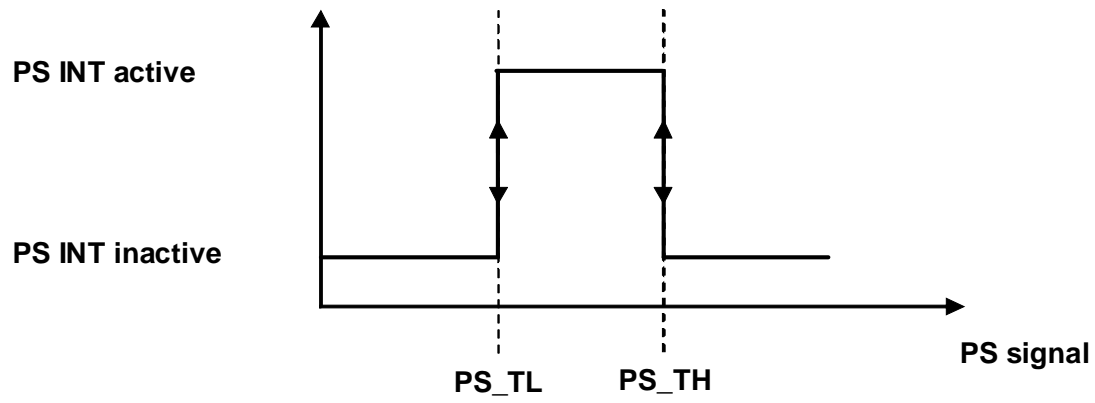 PS INT active
PS INT inactive
PS signal
PS_TL
PS_TH